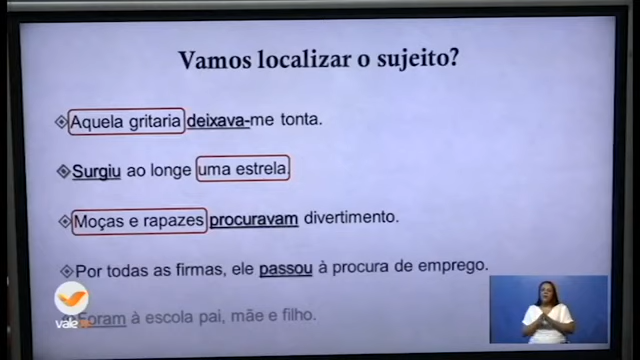 Vamos localizar o sujeito?
Aquela gritaria deixava-me tonta.
Surgiu ao longe uma estrela.
Moças e rapazes procuravam divertimento.
Por todas as firmas, ele passou à procura de emprego.
Foram à escola pai, mãe e filho.
vale